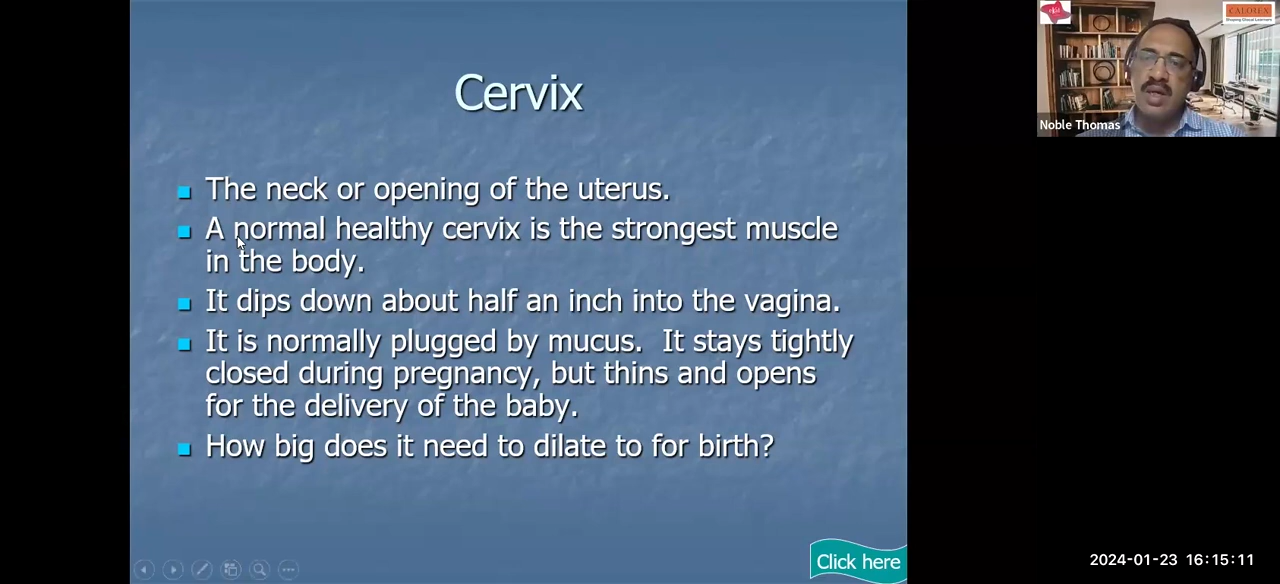 Cervix
The neck or opening of the uterus.
A normal healthy cervix is the strongest muscle
in the body.
It dips down about half an inch into the vagina.
It is normally plugged by mucus. It stays tightly
closed during pregnancy, but thins and opens
for the delivery of the baby.
How big does it need to dilate to for birth?
Click here
CALOREX
Noble Thomas
2024-01-23 16:15:11